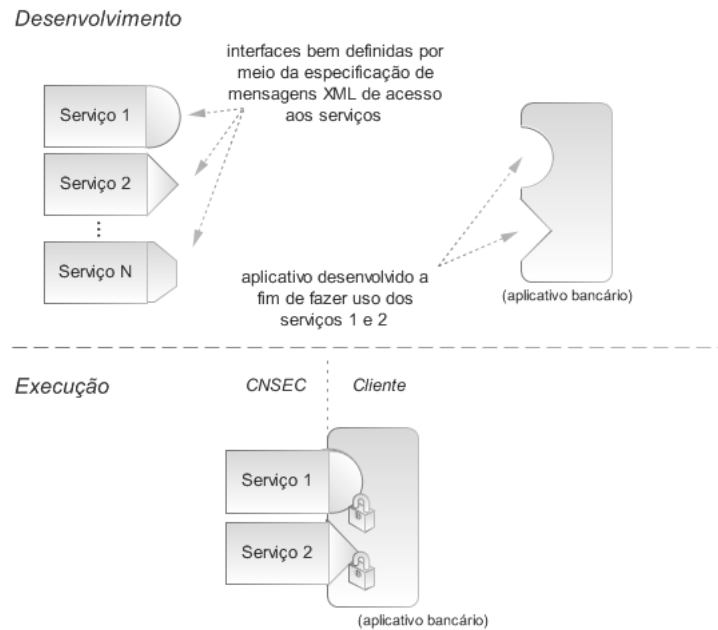 Desenvolvimento
interfaces bem definidas por
meio da especificação de
mensagens XML de acesso
aos serviços
Serviço 1
Serviço 2
Serviço N
aplicativo desenvolvido a
fim de fazer uso dos
serviços 1 e 2
(aplicativo bancário)
Execução
CNSEC
Cliente
Serviço 1
Serviço 2
(aplicativo bancário)